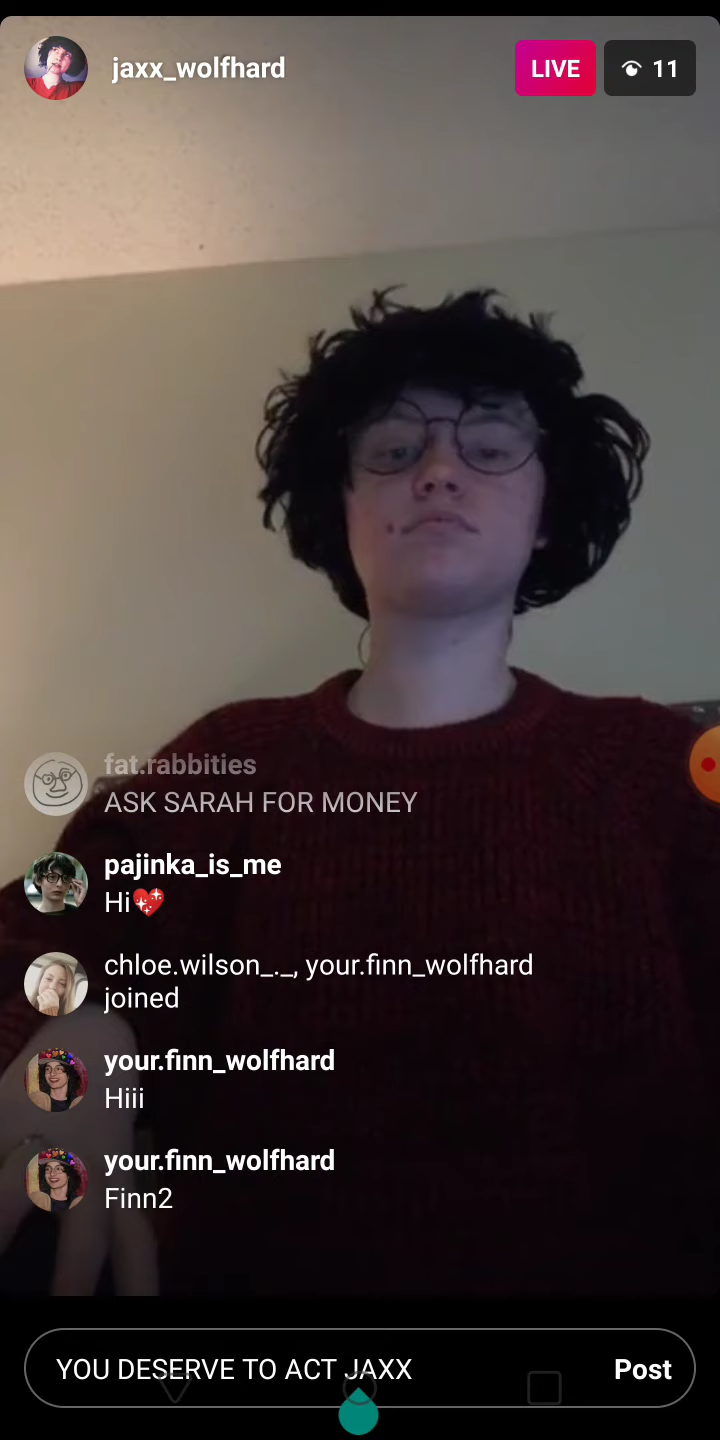 jaxx_wolfhard
LIVE
11
fat.rabbities
ASK SARAH FOR MONEY
pajinka_is_me
Hi💖
chloe.wilson_._, your.finn_wolfhard
joined
your.finn_wolfhard
Hiii
your.finn_wolfhard
Finn2
YOU DESERVE TO ACT JAXX
Post